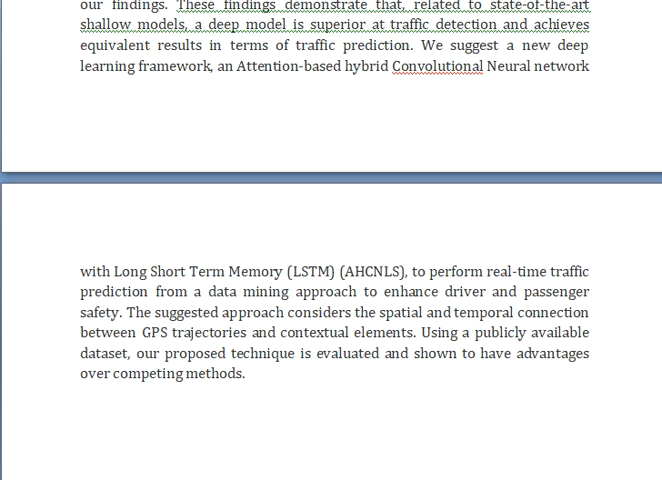 our findings. These findings demonstrate that, related to state-of-the-art
shallow models, a deep model is superior at traffic detection and achieves
equivalent results in terms of traffic prediction. We suggest a new deep
learning framework, an Attention-based hybrid Convolutional Neural network
with Long Short Term Memory (LSTM) (AHCNLS), to perform real-time traffic
prediction from a data mining approach to enhance driver and passenger
safety. The suggested approach considers the spatial and temporal connection
between GPS trajectories and contextual elements. Using a publicly available
dataset, our proposed technique is evaluated and shown to have advantages
over competing methods.